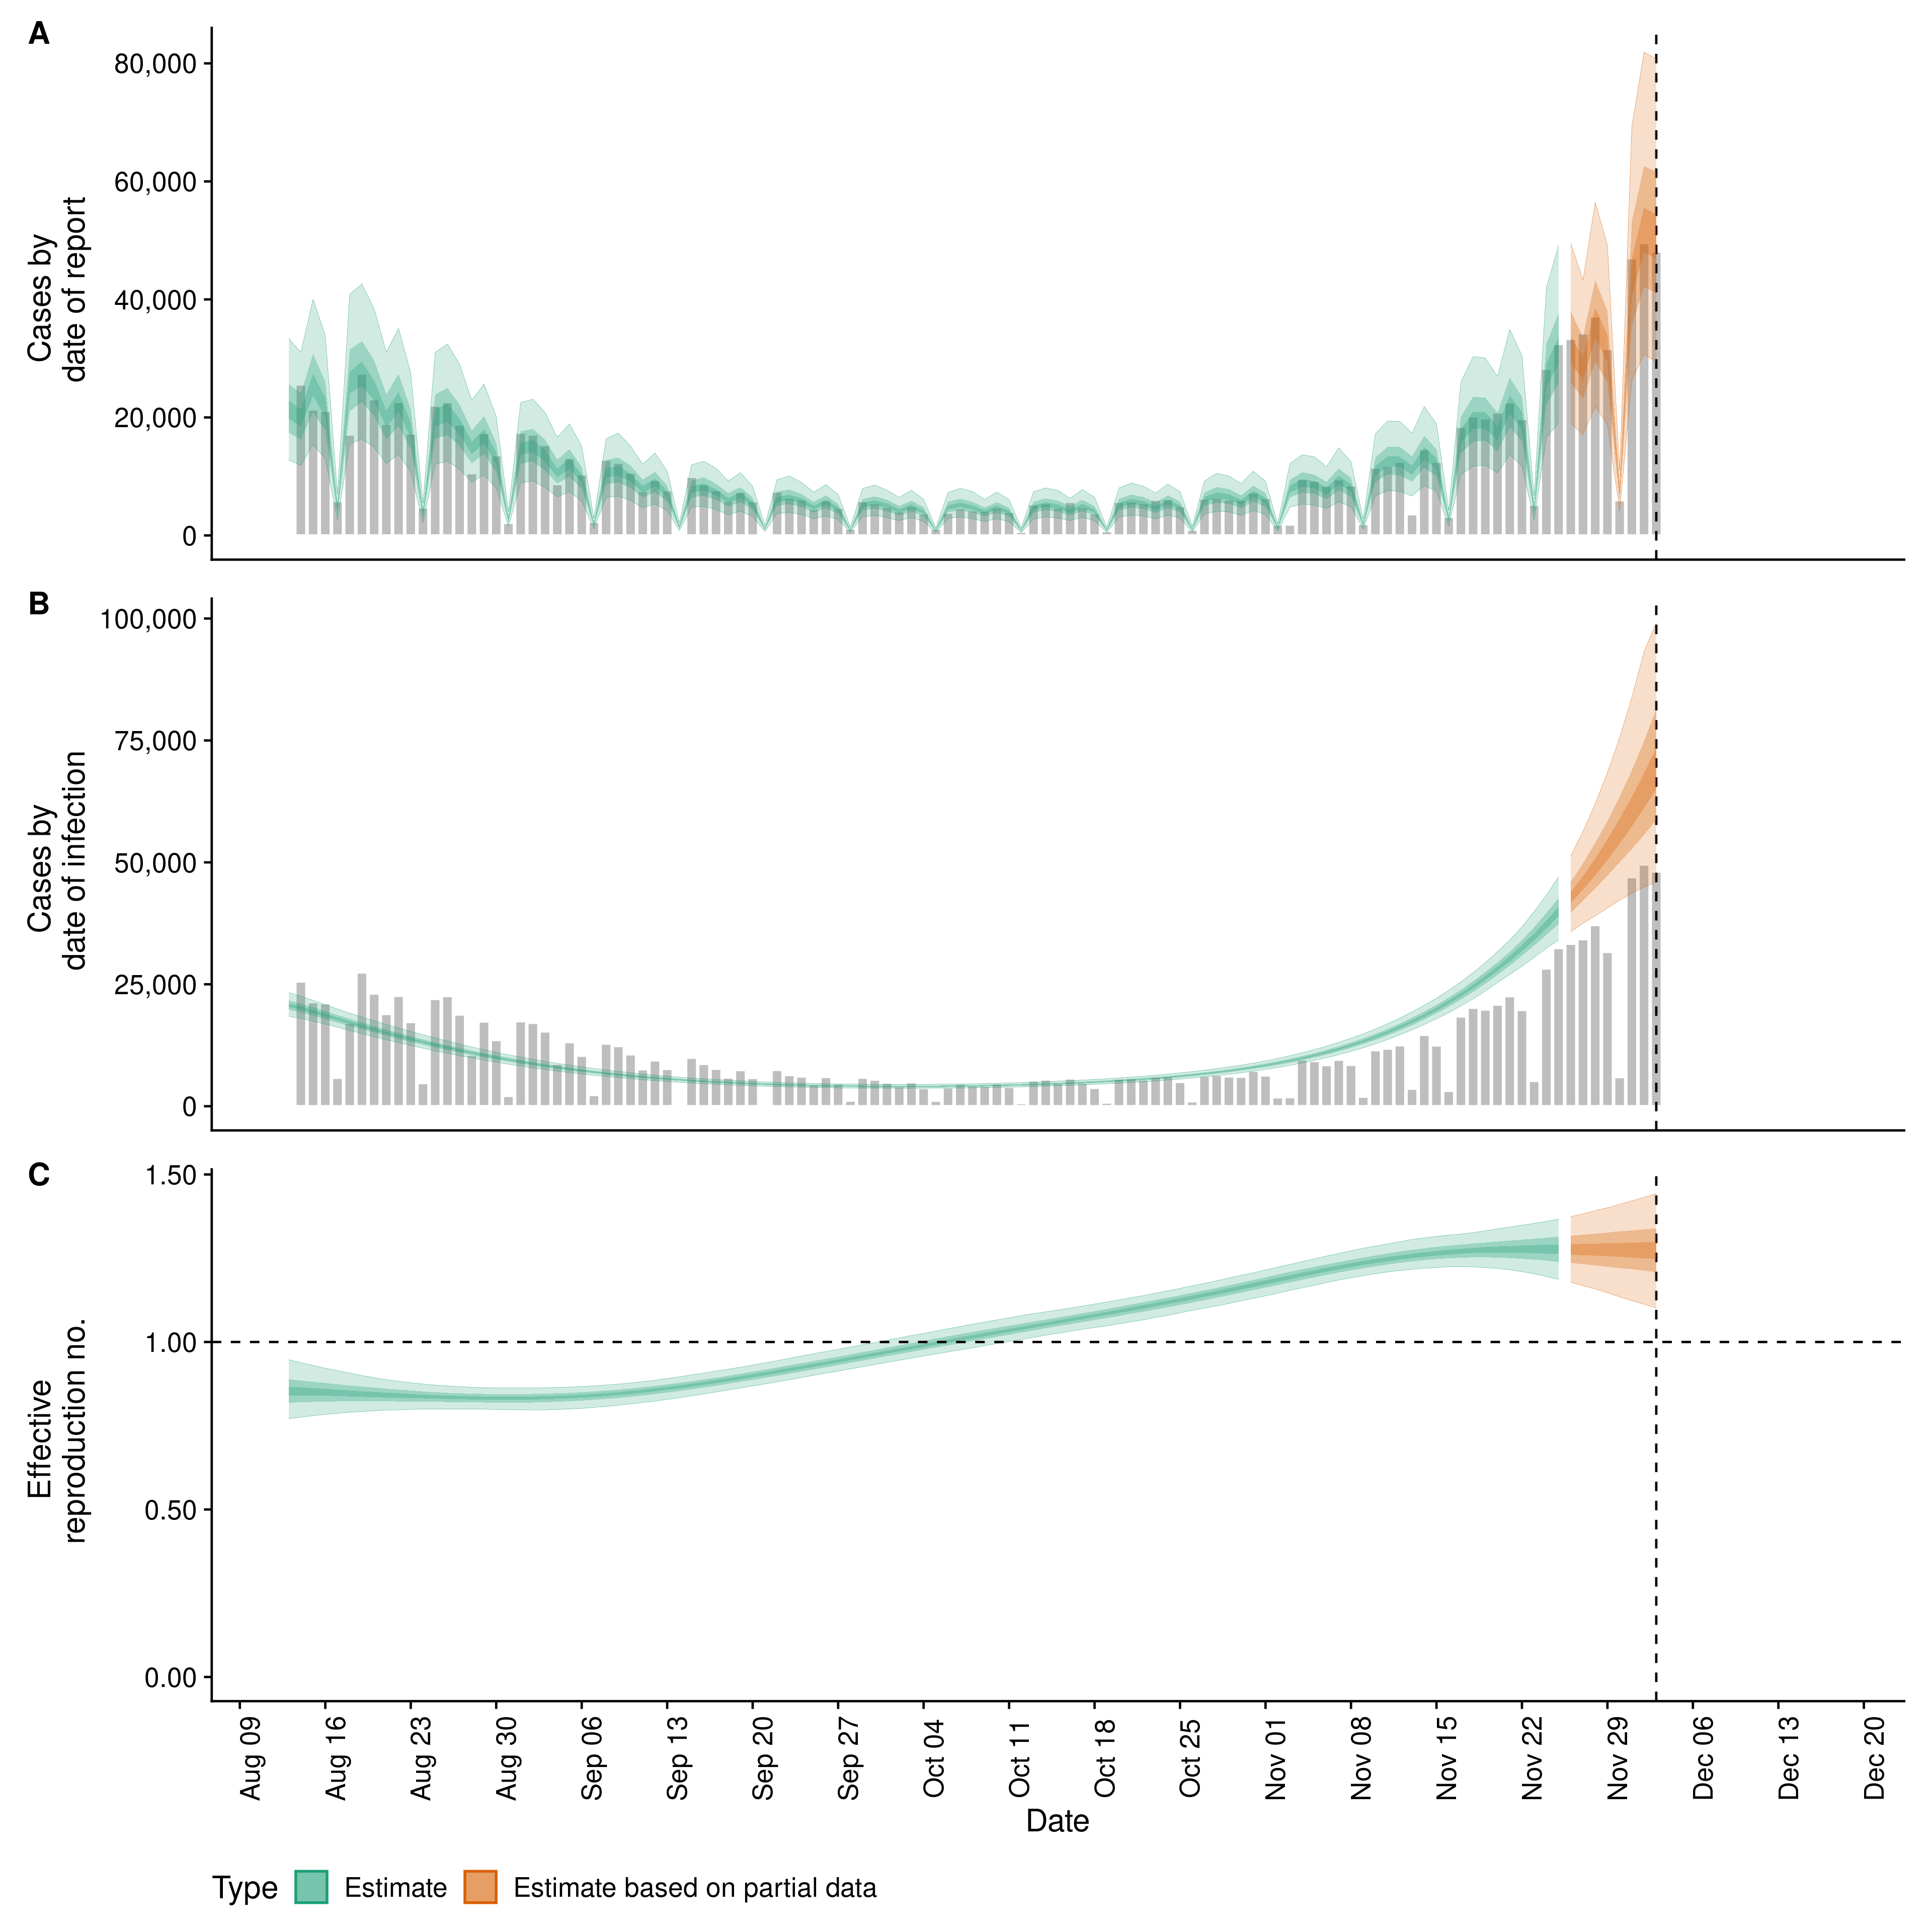 A
80,000
60,000
40,000
20,000
0
Cases by
date of report
B
100,000
75,000
50,000
25,000
0
Cases by
date of infection
C
1.50
1.00
0.50
0.00
Effective
reproduction no.
Aug 09
Aug 16
Aug 23
Aug 30
Sep 06
Sep 13
Sep 20
Sep 27
Oct 04
Oct 11
Oct 18
Oct 25
Nov 01
Nov 08
Nov 15
Nov 22
Nov 29
Dec 06
Dec 13
Dec 20
Date
Type Estimate Estimate based on partial data